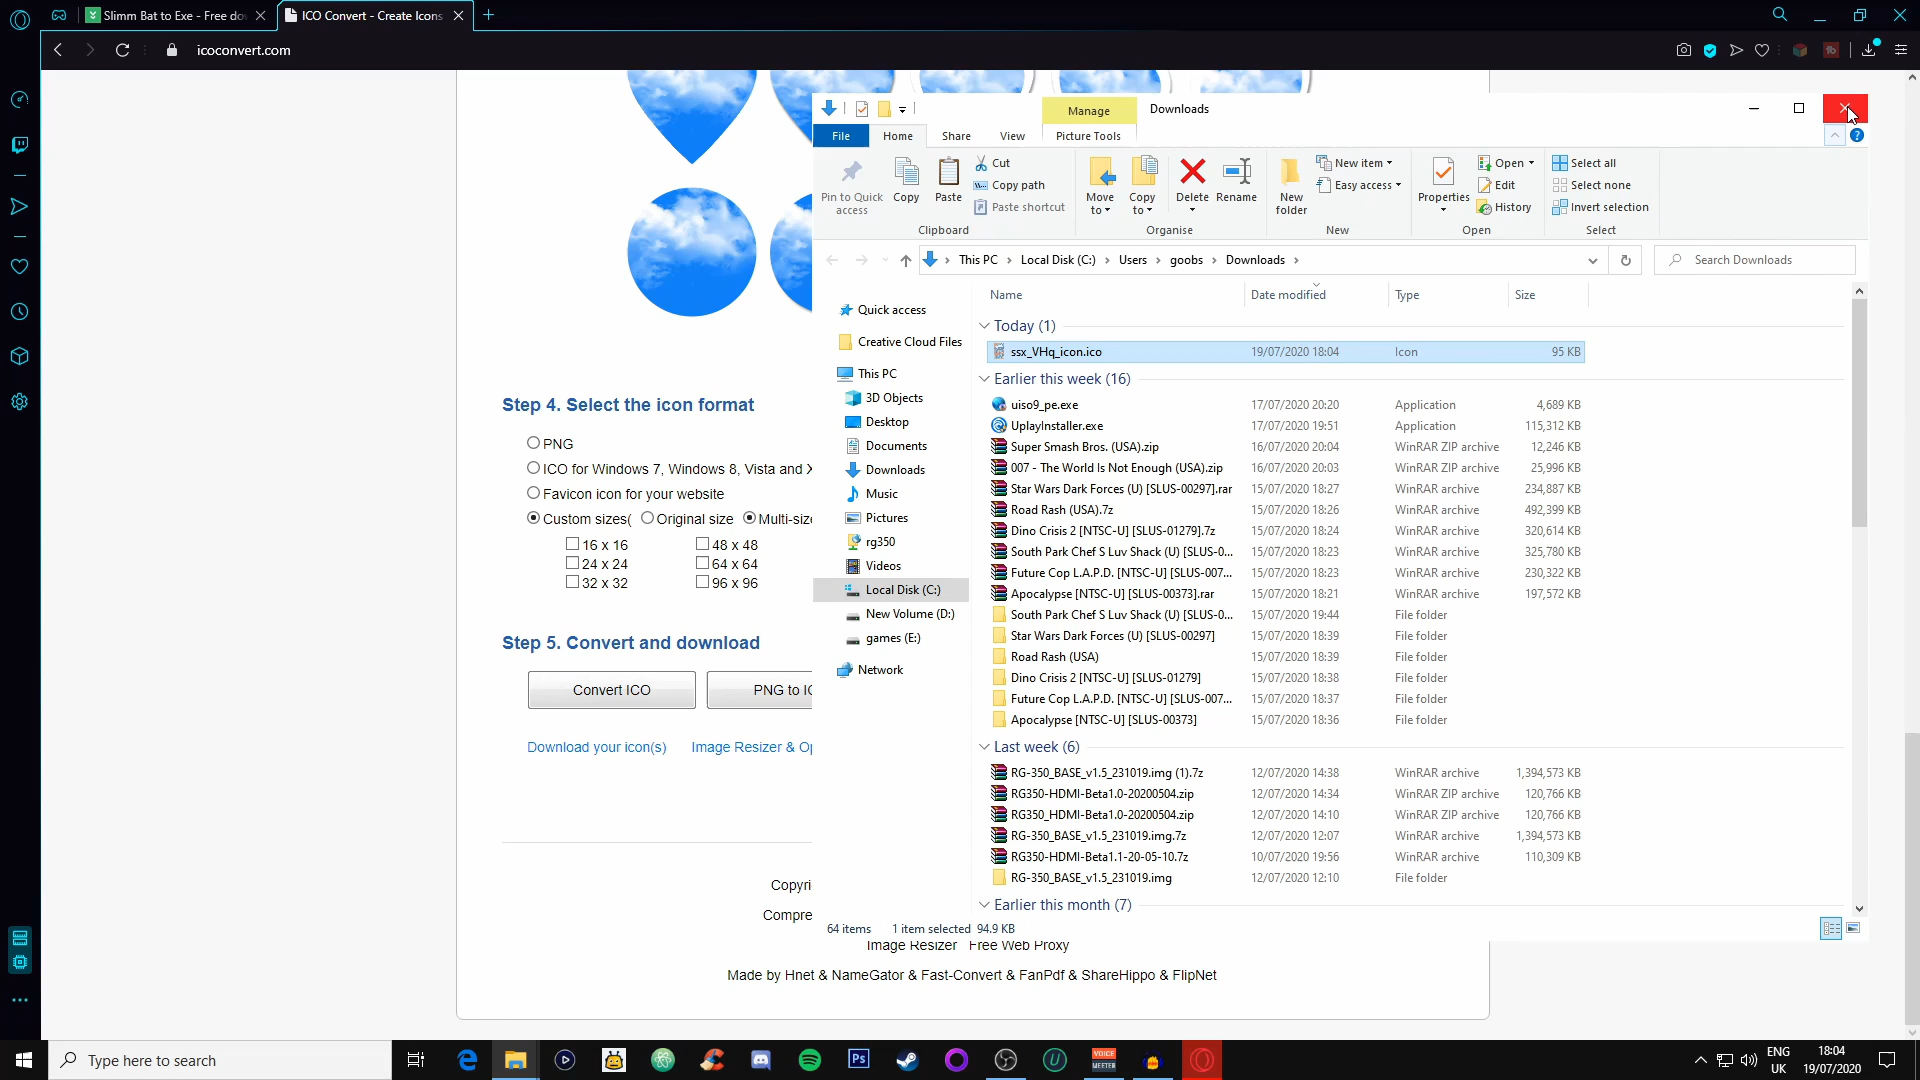 Slimm Bat to Exe - Free do
ICO Convert - Create Icons
icoconvert.com
Manage
Downloads
File
Home
Share
View
Picture Tools
Pin to Quick access
Copy
Paste
Cut
Copy path
Paste shortcut
Move to
Copy to
Delete
Rename
New folder
New item
Easy access
Properties
Open
Edit
History
Select all
Select none
Invert selection
Clipboard
Organise
New
Open
Select
This PC
Local Disk (C:)
Users
goobs
Downloads
Search Downloads
Name
Date modified
Type
Size
Quick access
Creative Cloud Files
This PC
3D Objects
Desktop
Documents
Downloads
Music
Pictures
rg350
Videos
Local Disk (C:)
New Volume (D:)
games (E:)
Network
Today (1)
ssx_VHq_icon.ico 19/07/2020 18:04 Icon 95 KB
Earlier this week (16)
uiso9_pe.exe 17/07/2020 20:20 Application 4,689 KB
UplayInstaller.exe 17/07/2020 19:51 Application 115,312 KB
Super Smash Bros. (USA).zip 16/07/2020 20:04 WinRAR ZIP archive 12,246 KB
007 - The World Is Not Enough (USA).zip 16/07/2020 20:03 WinRAR ZIP archive 25,996 KB
Star Wars Dark Forces (U) [SLUS-00297].rar 15/07/2020 18:27 WinRAR archive 234,887 KB
Road Rash (USA).7z 15/07/2020 18:26 WinRAR archive 492,399 KB
Dino Crisis 2 [NTSC-U] [SLUS-01279].7z 15/07/2020 18:24 WinRAR archive 320,614 KB
South Park Chef S Luv Shack (U) [SLUS-0... 15/07/2020 18:23 WinRAR archive 325,780 KB
Future Cop L.A.P.D. [NTSC-U] [SLUS-007... 15/07/2020 18:23 WinRAR archive 230,322 KB
Apocalypse [NTSC-U] [SLUS-00373].rar 15/07/2020 18:21 WinRAR archive 197,572 KB
South Park Chef S Luv Shack (U) [SLUS-0... 15/07/2020 19:44 File folder
Star Wars Dark Forces (U) [SLUS-00297] 15/07/2020 18:39 File folder
Road Rash (USA) 15/07/2020 18:39 File folder
Dino Crisis 2 [NTSC-U] [SLUS-01279] 15/07/2020 18:38 File folder
Future Cop L.A.P.D. [NTSC-U] [SLUS-007... 15/07/2020 18:37 File folder
Apocalypse [NTSC-U] [SLUS-00373] 15/07/2020 18:36 File folder
Last week (6)
RG-350_BASE_v1.5_231019.img (1).7z 12/07/2020 14:38 WinRAR archive 1,394,573 KB
RG350-HDMI-Beta1.0-20200504.zip 12/07/2020 14:34 WinRAR ZIP archive 120,766 KB
RG350_HDMI-Beta1.0-20200504.zip 12/07/2020 14:10 WinRAR ZIP archive 120,766 KB
RG-350_BASE_v1.5_231019.img.7z 12/07/2020 12:07 WinRAR archive 1,394,573 KB
RG350-HDMI-Beta1.1-20-05-10.7z 10/07/2020 19:56 WinRAR archive 110,309 KB
RG-350_BASE_v1.5_231019.img 12/07/2020 12:10 File folder
Earlier this month (7)
64 items 1 item selected 94.9 KB
Step 4. Select the icon format
PNG
ICO for Windows 7, Windows 8, Vista and X
Favicon icon for your website
Custom sizes( Original size Multi-size
16 x 16 48 x 48
24 x 24 64 x 64
32 x 32 96 x 96
Step 5. Convert and download
Convert ICO PNG to IC
Download your icon(s) Image Resizer & Op
Copyri
Compre
Image Resizer Free Web Proxy
Made by Hnet & NameGator & Fast-Convert & FanPdf & ShareHippo & FlipNet
Type here to search
Ps
VOICE MEETER
ENG
UK
18:04
19/07/2020